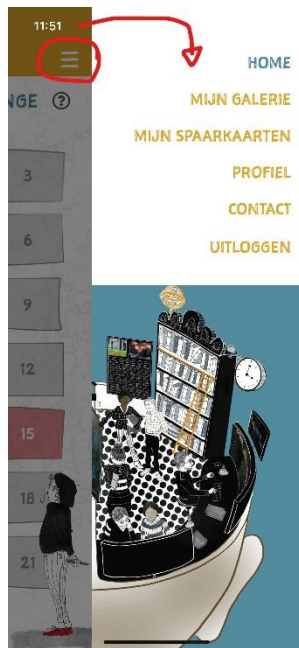 11:51
HOME
NGE ?
MIJN GALERIE
MIJN SPAARKAARTEN
3
PROFIEL
CONTACT
6
UITLOGGEN
9
12
15
18
21